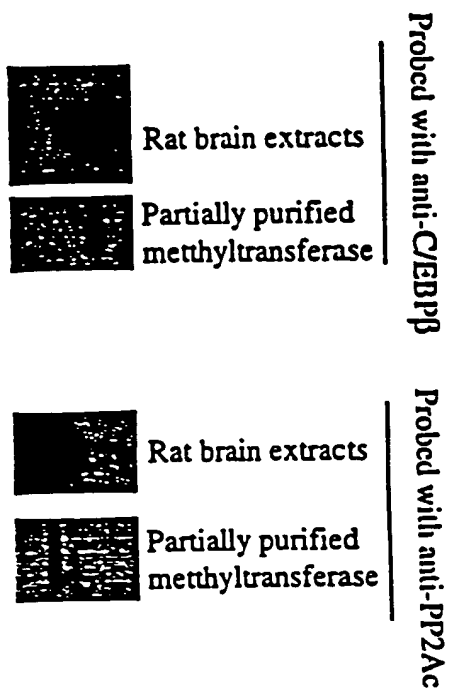 Probed with anti-C/EBPβ
Rat brain extracts
Partially purified
metthyltransferase
Probed with anti-PP2Ac
Rat brain extracts
Partially purified
metthyltransferase